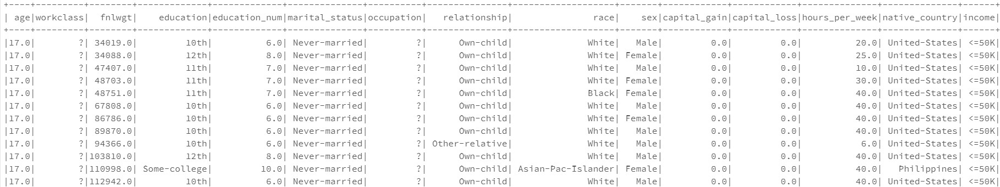 +----+---------+--------+------------+-------------+--------------+----------+--------------+------------------+------+------------+------------+--------------+--------------+------+
| age|workclass|  fnlwgt|   education|education_num|marital_status|occupation|  relationship|              race|   sex|capital_gain|capital_loss|hours_per_week|native_country|income|
+----+---------+--------+------------+-------------+--------------+----------+--------------+------------------+------+------------+------------+--------------+--------------+------+
|17.0|        ?| 34019.0|        10th|          6.0| Never-married|         ?|     Own-child|             White|  Male|         0.0|         0.0|          20.0| United-States| <=50K|
|17.0|        ?| 34088.0|        12th|          8.0| Never-married|         ?|     Own-child|             White|Female|         0.0|         0.0|          25.0| United-States| <=50K|
|17.0|        ?| 47407.0|        11th|          7.0| Never-married|         ?|     Own-child|             White|  Male|         0.0|         0.0|          10.0| United-States| <=50K|
|17.0|        ?| 48703.0|        11th|          7.0| Never-married|         ?|     Own-child|             White|Female|         0.0|         0.0|          30.0| United-States| <=50K|
|17.0|        ?| 48751.0|        11th|          7.0| Never-married|         ?|     Own-child|             Black|Female|         0.0|         0.0|          40.0| United-States| <=50K|
|17.0|        ?| 67808.0|        10th|          6.0| Never-married|         ?|     Own-child|             White|  Male|         0.0|         0.0|          40.0| United-States| <=50K|
|17.0|        ?| 86786.0|        10th|          6.0| Never-married|         ?|     Own-child|             White|Female|         0.0|         0.0|          40.0| United-States| <=50K|
|17.0|        ?| 89870.0|        10th|          6.0| Never-married|         ?|     Own-child|             White|  Male|         0.0|         0.0|          40.0| United-States| <=50K|
|17.0|        ?| 94366.0|        10th|          6.0| Never-married|         ?|Other-relative|             White|  Male|         0.0|         0.0|           6.0| United-States| <=50K|
|17.0|        ?|103810.0|        12th|          8.0| Never-married|         ?|     Own-child|             White|  Male|         0.0|         0.0|          40.0| United-States| <=50K|
|17.0|        ?|110998.0|Some-college|         10.0| Never-married|         ?|     Own-child|Asian-Pac-Islander|Female|         0.0|         0.0|          40.0|   Philippines| <=50K|
|17.0|        ?|112942.0|        10th|          6.0| Never-married|         ?|     Own-child|             White|  Male|         0.0|         0.0|          40.0| United-States| <=50K|